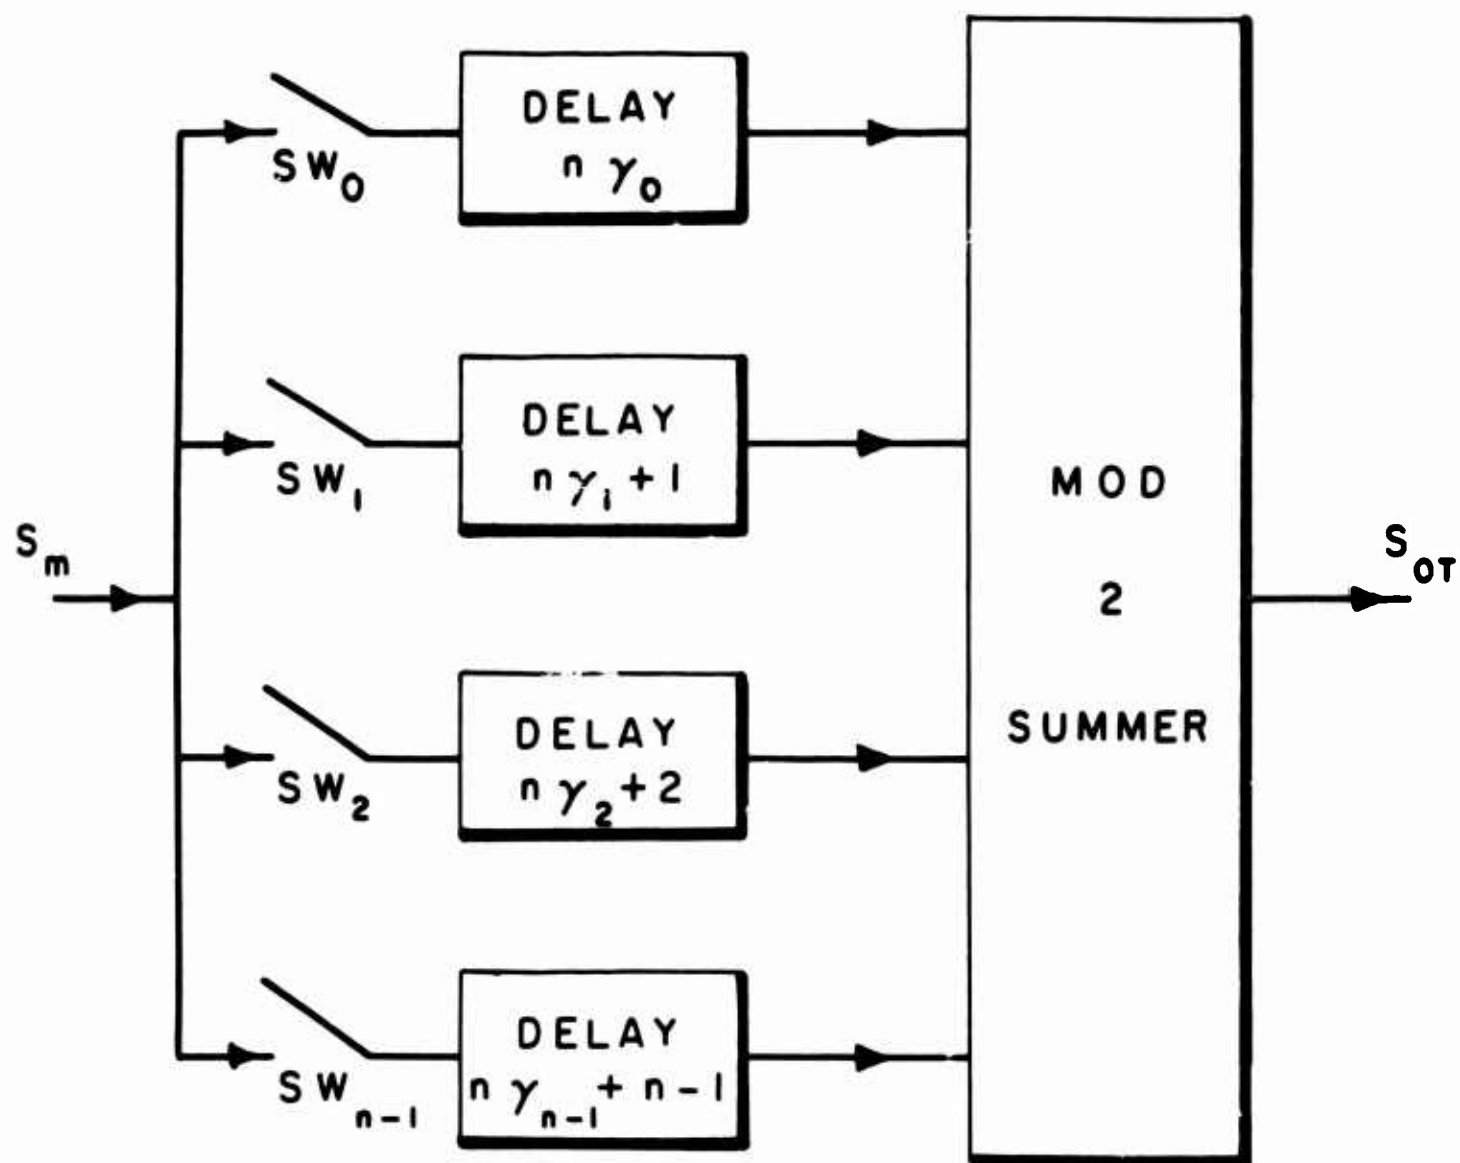 DELAY
n γ₀
SW₀
DELAY
n γ₁ + 1
SW₁
Sₘ
MOD
2
SUMMER
S_OT
DELAY
n γ₂ + 2
SW₂
DELAY
n γₙ₋₁ + n - 1
SWₙ₋₁